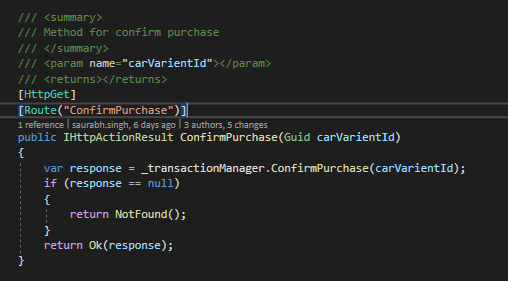 /// <summary>
/// Method for confirm purchase
/// </summary>
/// <param name="carVarientId"></param>
/// <returns></returns>
[HttpGet]
[Route("ConfirmPurchase")]
1 reference | saurabh.singh, 6 days ago | 3 authors, 5 changes
public IHttpActionResult ConfirmPurchase(Guid carVarientId)
{
var response = _transactionManager.ConfirmPurchase(carVarientId);
if (response == null)
{
return NotFound();
}
return Ok(response);
}